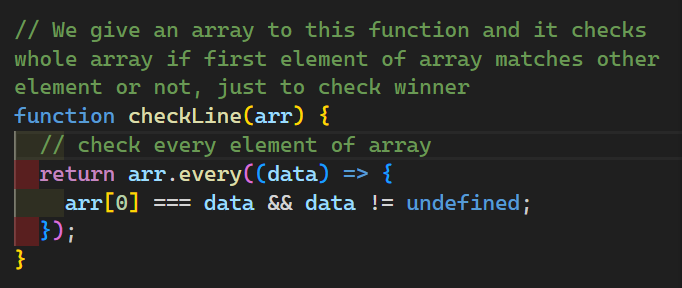 // We give an array to this function and it checks
whole array if first element of array matches other
element or not, just to check winner
function checkLine(arr) {
  // check every element of array
  return arr.every((data) => {
    arr[0] === data && data != undefined;
  });
}